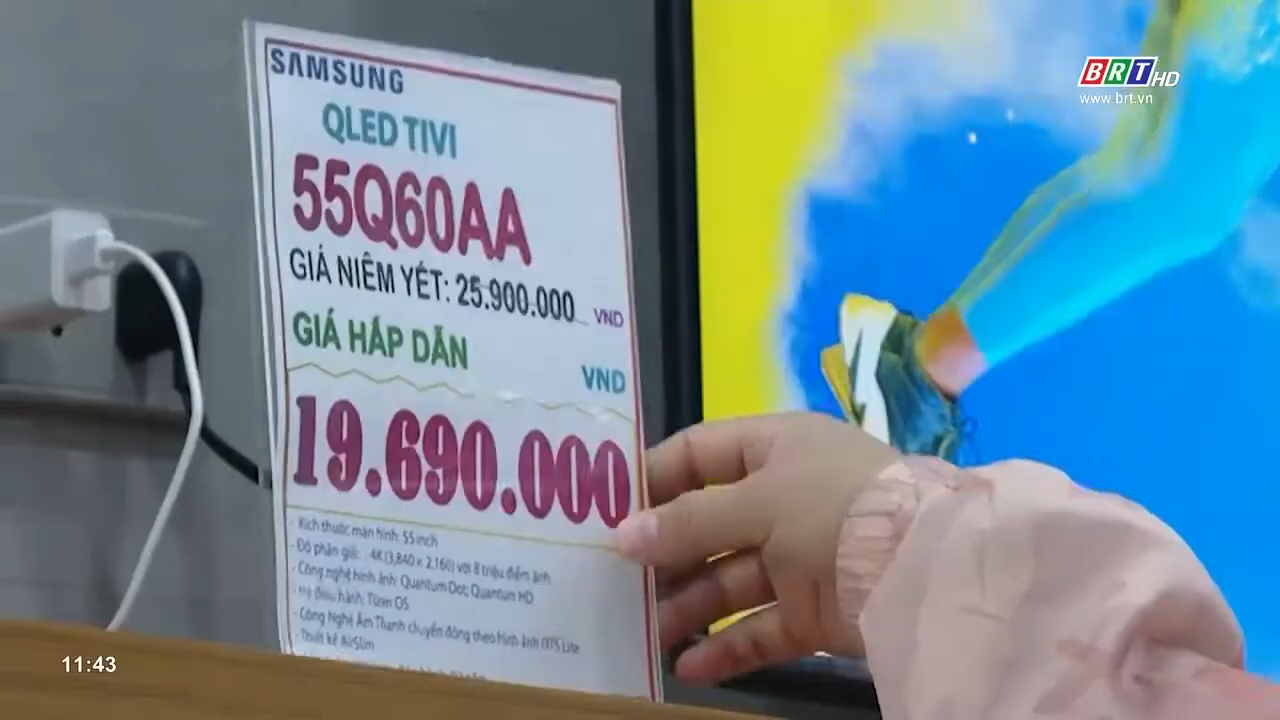 BRTHD
www.brt.vn
SAMSUNG
QLED TIVI
55Q60AA
GIÁ NIÊM YẾT: 25.900.000 VND
GIÁ HẤP DẪN
VND
19.690.000
- Kích thước màn hình: 55 inch
- Độ phân giải: 4K (3,840 x 2,160) với 8 triệu điểm ảnh
- Công nghệ hình ảnh: Quantum Dot; Quantum HD
- Hệ điều hành: Tizen OS
- Công Nghệ Âm Thanh chuyển động theo hình ảnh OTS Lite
- Thiết kế AirSlim
11:43